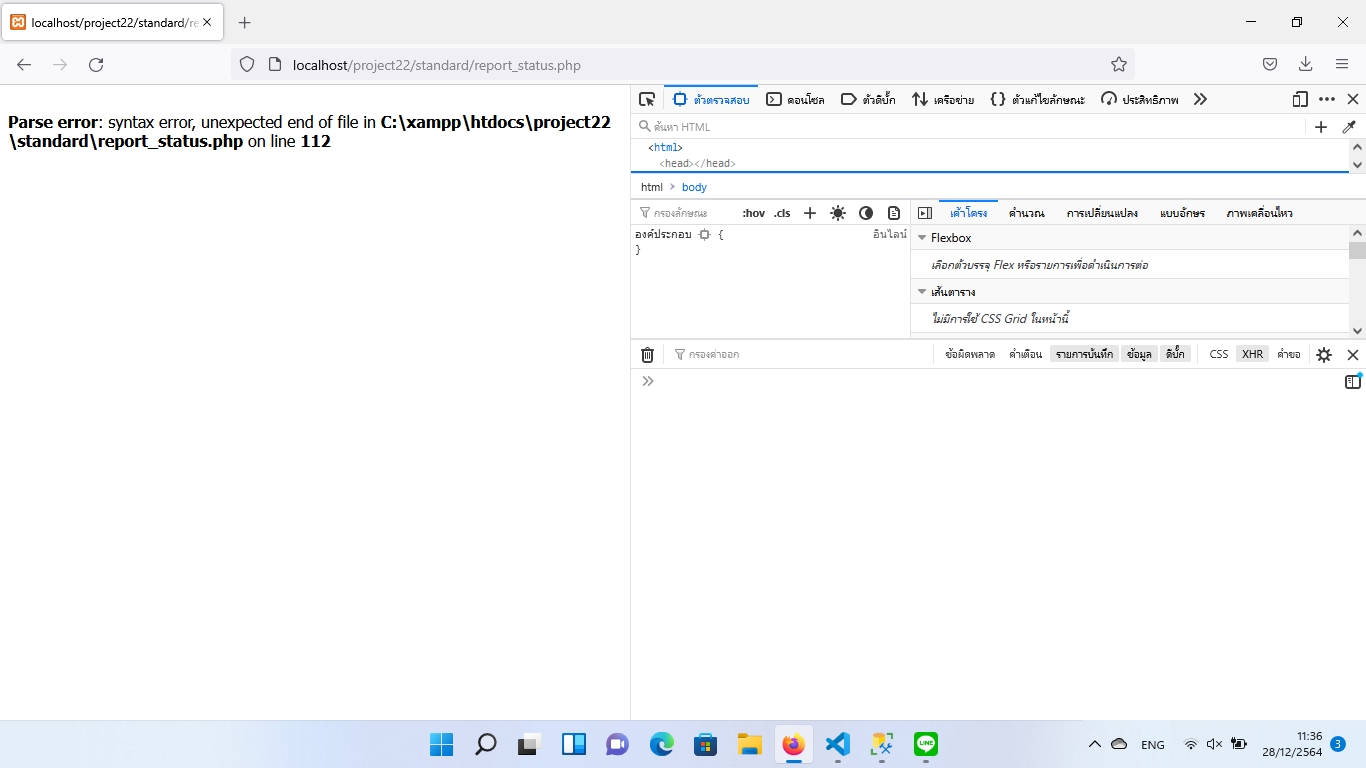 localhost/project22/standard/re
localhost/project22/standard/report_status.php
Parse error: syntax error, unexpected end of file in C:\xampp\htdocs\project22
\standard\report_status.php on line 112
ตัวตรวจสอบ คอนโซล ตัวดีบั๊ก เครือข่าย ตัวแก้ไขลักษณะ ประสิทธิภาพ
ค้นหา HTML
<html>
<head></head>
html body
กรองลักษณะ :hov .cls
เค้าโครง คำนวณ การเปลี่ยนแปลง แบบอักษร ภาพเคลื่อนไหว
องค์ประกอบ { อินไลน์
}
Flexbox
เลือกตัวบรรจุ Flex หรือรายการเพื่อดำเนินการต่อ
เส้นตาราง
ไม่มีการใช้ CSS Grid ในหน้านี้
กรองค่าออก ข้อผิดพลาด คำเตือน รายการบันทึก ข้อมูล ดีบั๊ก CSS XHR คำขอ
LINE
ENG
11:36
28/12/2564
3